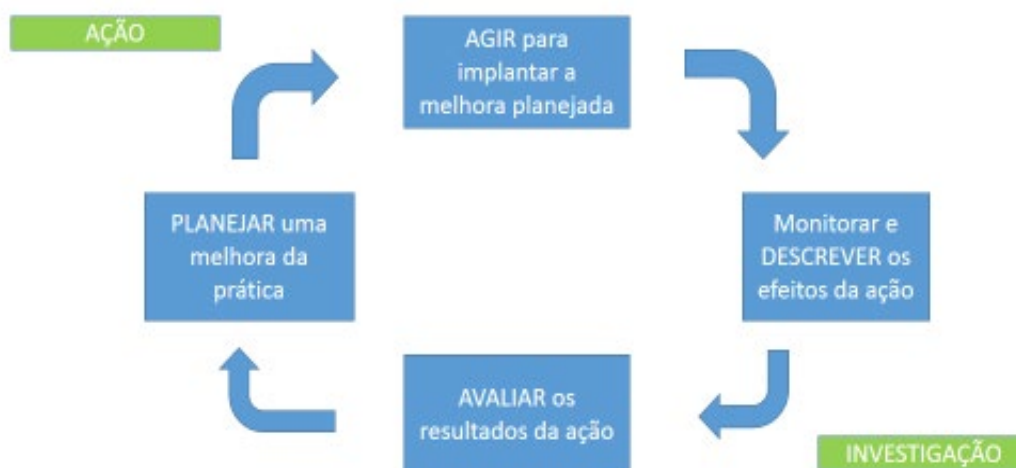 AÇÃO
AGIR para
implantar a
melhora planejada
PLANEJAR uma
melhora da
prática
Monitorar e
DESCREVER os
efeitos da ação
AVALIAR os
resultados da ação
INVESTIGAÇÃO